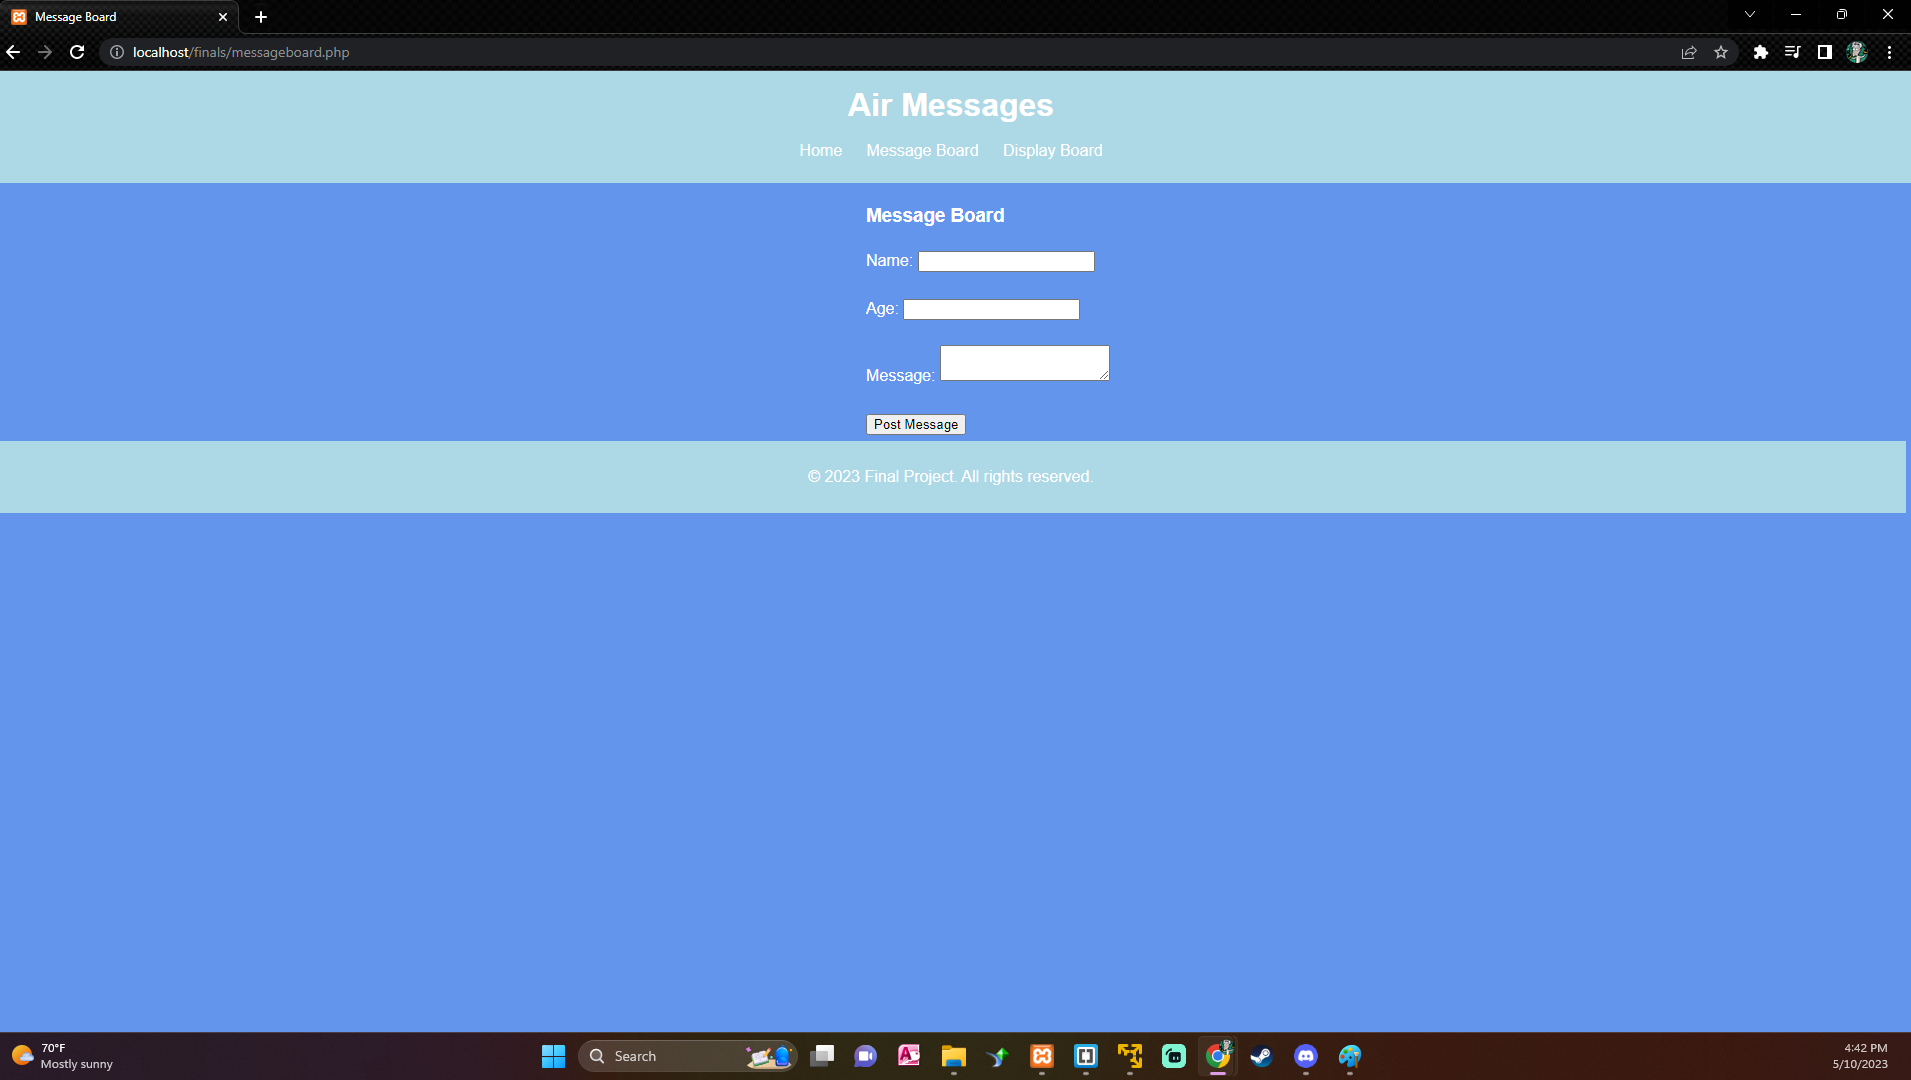 Message Board
localhost/finals/messageboard.php
Air Messages
Home Message Board Display Board
Message Board
Name:
Age:
Message:
Post Message
© 2023 Final Project. All rights reserved.
70°F
Mostly sunny
Search
4:42 PM
5/10/2023